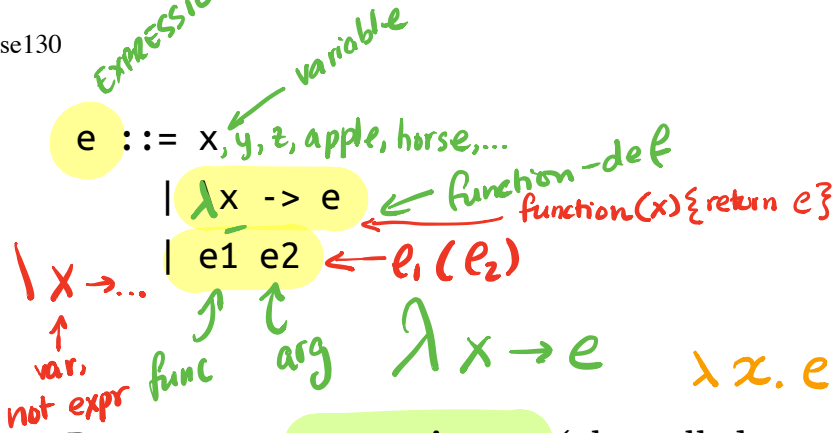 EXPRESSIO
se130
variable
e ::= x, y, z, apple, horse,...
| λx -> e
function-def
function(x){return e}
| e1 e2
e₁(e₂)
\x →...
var,
not expr
func
arg
λx → e
λx. e